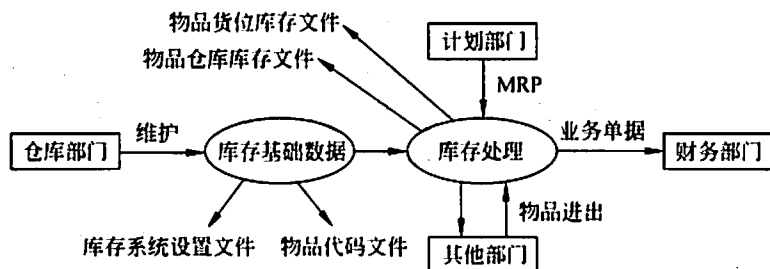 物品货位库存文件
计划部门
物品仓库库存文件
MRP
仓库部门
维护
库存基础数据
库存处理
业务单据
财务部门
物品进出
库存系统设置文件
物品代码文件
其他部门